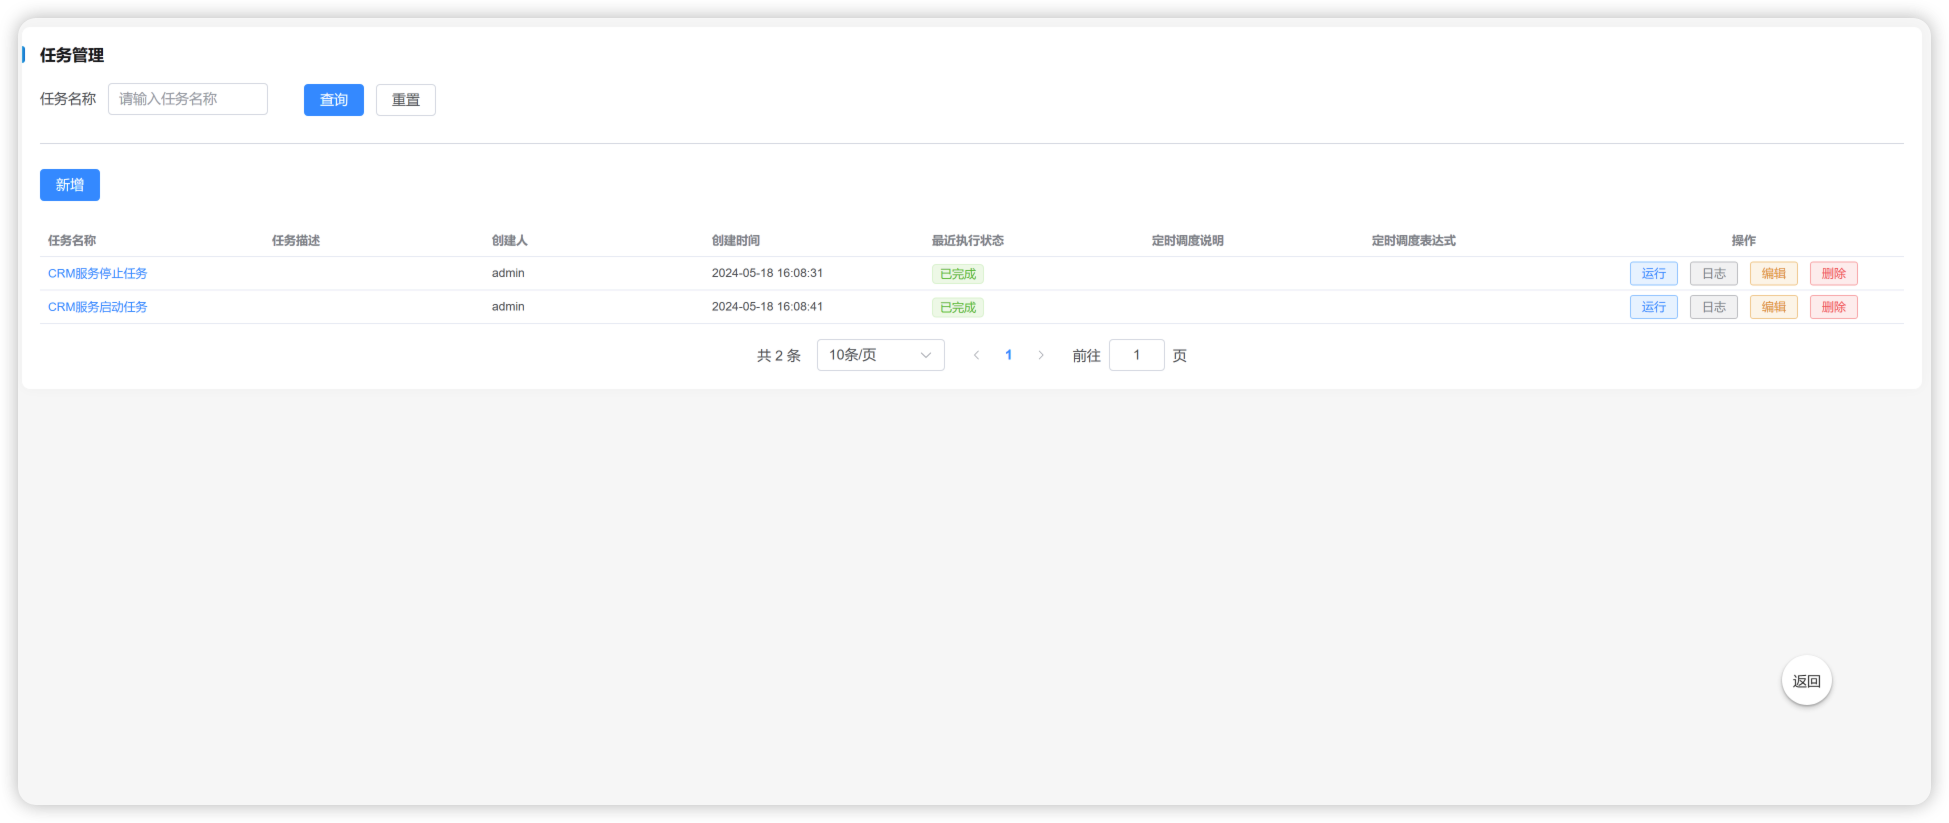 任务管理
任务名称 请输入任务名称 查询 重置
新增
任务名称 任务描述 创建人 创建时间 最近执行状态 定时调度说明 定时调度表达式 操作
CRM服务停止任务 admin 2024-05-18 16:08:31 已完成 运行 日志 编辑 删除
CRM服务启动任务 admin 2024-05-18 16:08:41 已完成 运行 日志 编辑 删除
共 2 条 10条/页 1 前往 1 页
返回